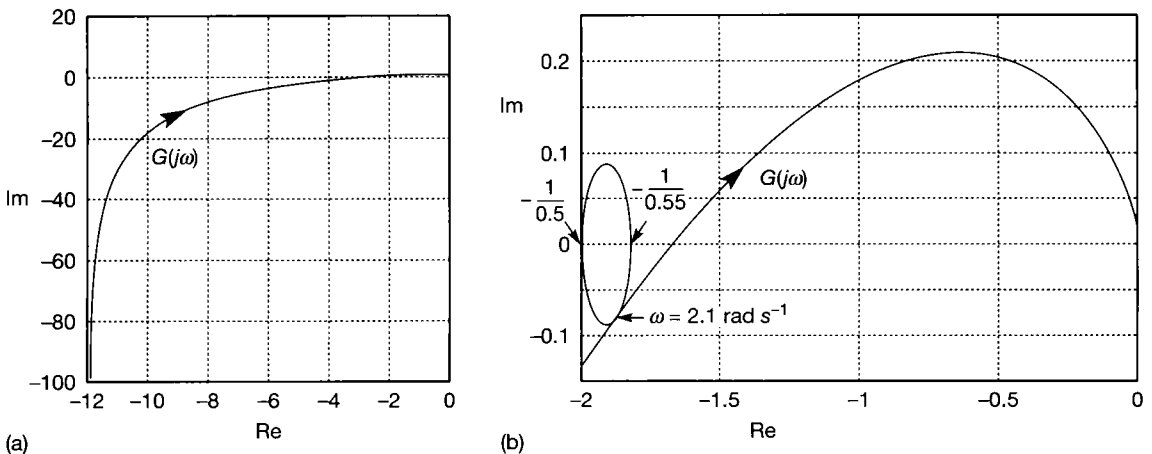 20
0
−20
−40
−60
−80
−100
Im
G(jω)
−12 −10 −8 −6 −4 −2 0
Re
(a)
0.2
Im
0.1
0
−0.1
−1/0.5
−1/0.55
G(jω)
ω = 2.1 rad s⁻¹
−2 −1.5 −1 −0.5 0
Re
(b)